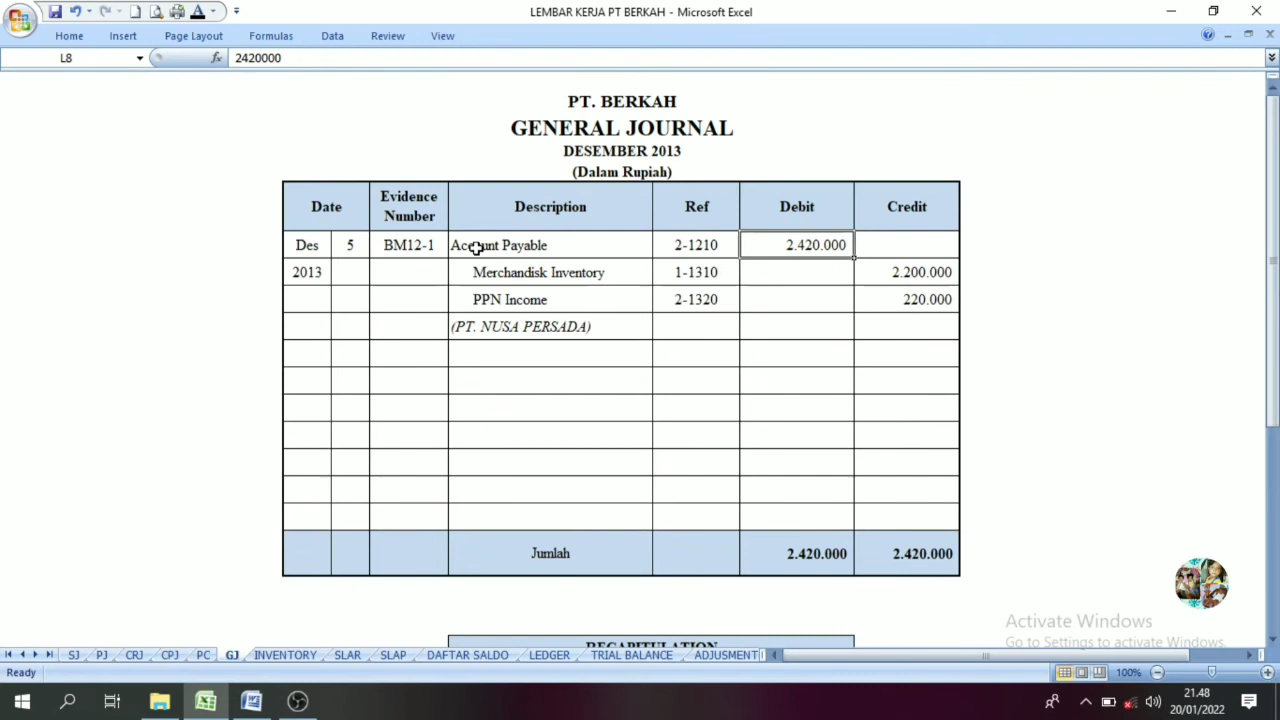 LEMBAR KERJA PT BERKAH - Microsoft Excel
Home Insert Page Layout Formulas Data Review View
L8 fx 2420000
PT. BERKAH
GENERAL JOURNAL
DESEMBER 2013
(Dalam Rupiah)
Date Evidence Number Description Ref Debit Credit
Des 5 BM12-1 Account Payable 2-1210 2.420.000
2013 Merchandisk Inventory 1-1310 2.200.000
PPN Income 2-1320 220.000
(PT. NUSA PERSADA)
Jumlah 2.420.000 2.420.000
RECAPITULATION
Activate Windows
Go to Settings to activate Windows.
SJ PJ CRJ CPJ PC GJ INVENTORY SLAR SLAP DAFTAR SALDO LEDGER TRIAL BALANCE ADJUSMENT
Ready 100%
21.48
20/01/2022